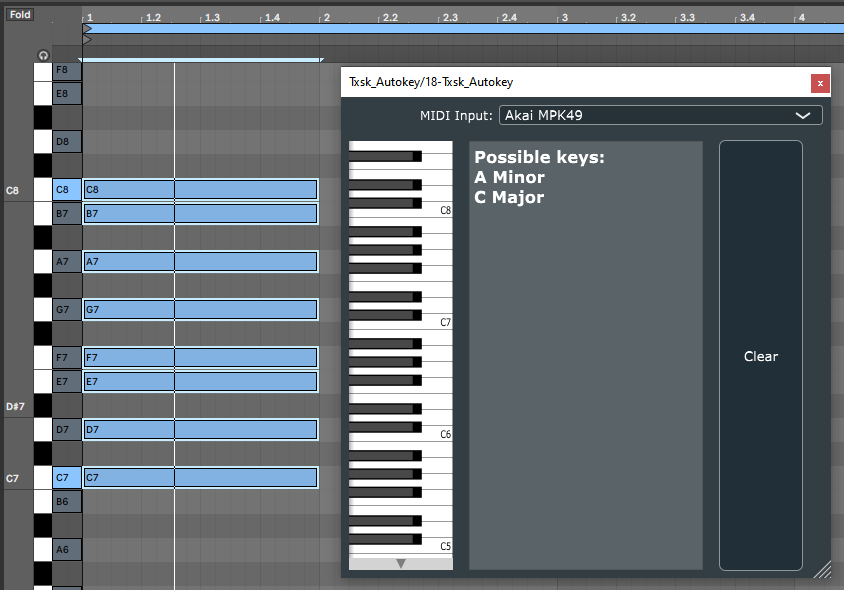 Fold
1 1.2 1.3 1.4 2 2.2 2.3 2.4 3 3.2 3.3 3.4 4
F8
E8
D8
C8 C8 C8
B7 B7
A7 A7
G7 G7
F7 F7
E7 E7
D#7
D7 D7
C7 C7 C7
B6
A6
Txsk_Autokey/18-Txsk_Autokey x
MIDI Input: Akai MPK49
C8
C7
C6
C5
Possible keys:
A Minor
C Major
Clear